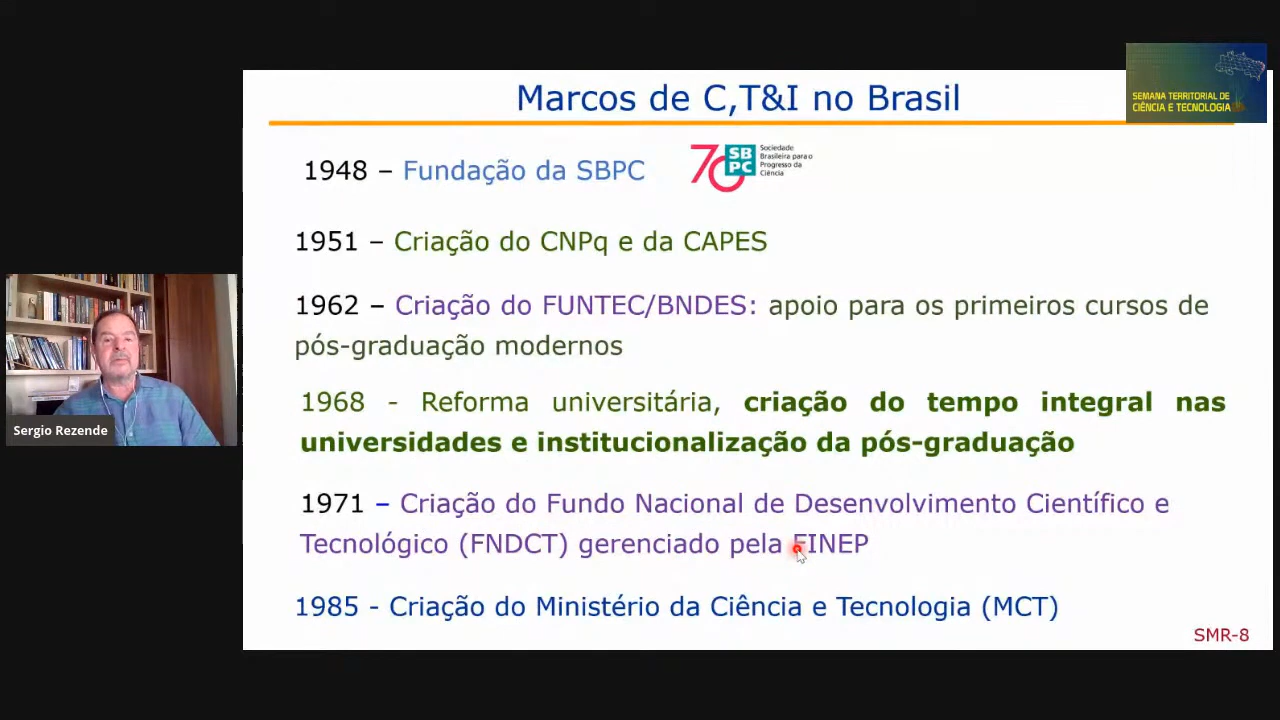 Marcos de C,T&I no Brasil
SEMANA TERRITORIAL DE
CIÊNCIA E TECNOLOGIA
1948 – Fundação da SBPC
70
SB
PC
Sociedade
Brasileira para o
Progresso da
Ciência
1951 – Criação do CNPq e da CAPES
1962 – Criação do FUNTEC/BNDES: apoio para os primeiros cursos de
pós-graduação modernos
1968 - Reforma universitária, criação do tempo integral nas
universidades e institucionalização da pós-graduação
1971 – Criação do Fundo Nacional de Desenvolvimento Científico e
Tecnológico (FNDCT) gerenciado pela FINEP
1985 - Criação do Ministério da Ciência e Tecnologia (MCT)
SMR-8
Sergio Rezende